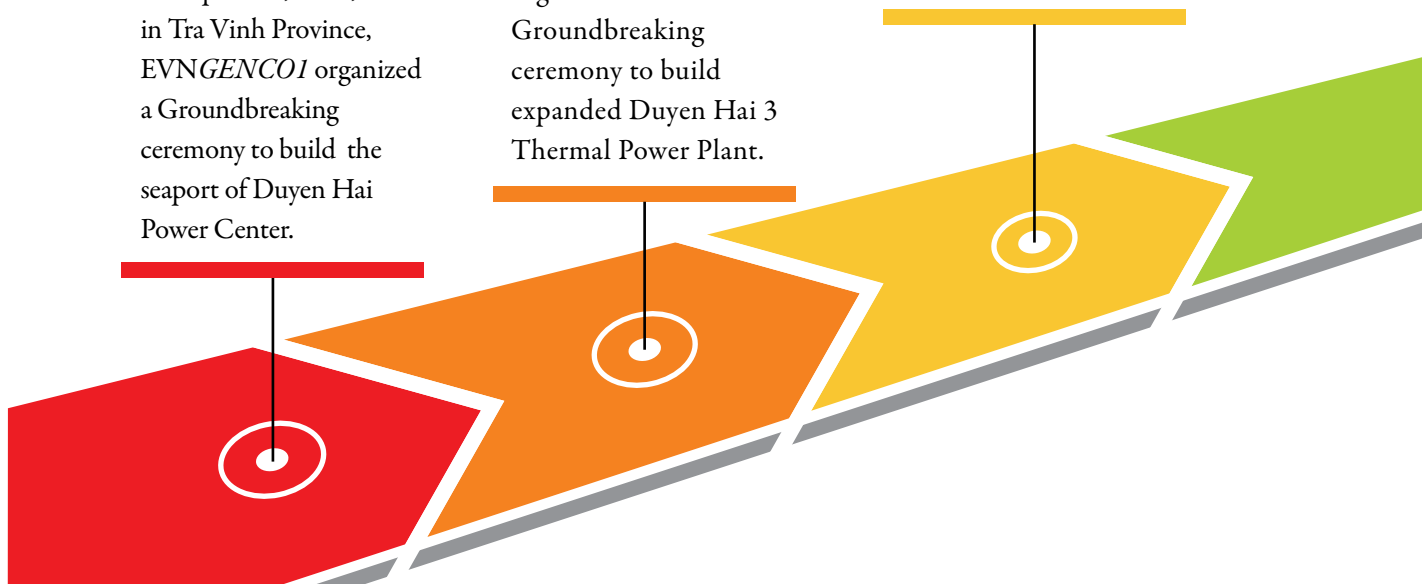 in Tra Vinh Province,
EVNGENCO1 organized
a Groundbreaking
ceremony to build the
seaport of Duyen Hai
Power Center.
Groundbreaking
ceremony to build
expanded Duyen Hai 3
Thermal Power Plant.